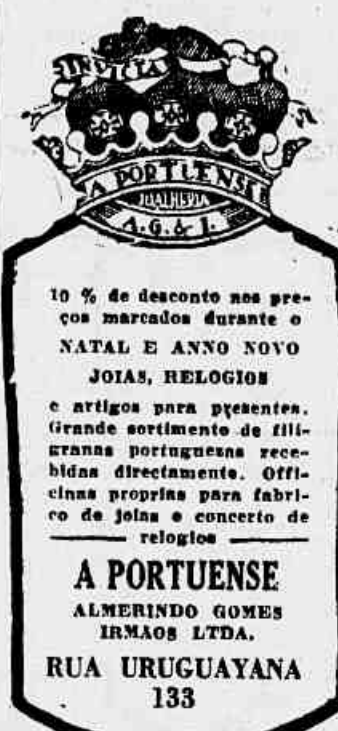 INVICTA
A PORTUENSE
JOALHERIA
A. G. & I.
10 % de desconto nos pre-
ços marcados durante o
NATAL E ANNO NOVO
JOIAS, RELOGIOS
e artigos para presentes.
Grande sortimento de fili-
granas portuguesas rece-
bidas directamente. Offi-
cinas proprias para fabri-
co de joias e concerto de
relogios
A PORTUENSE
ALMERINDO GOMES
IRMAOS LTDA.
RUA URUGUAYANA
133